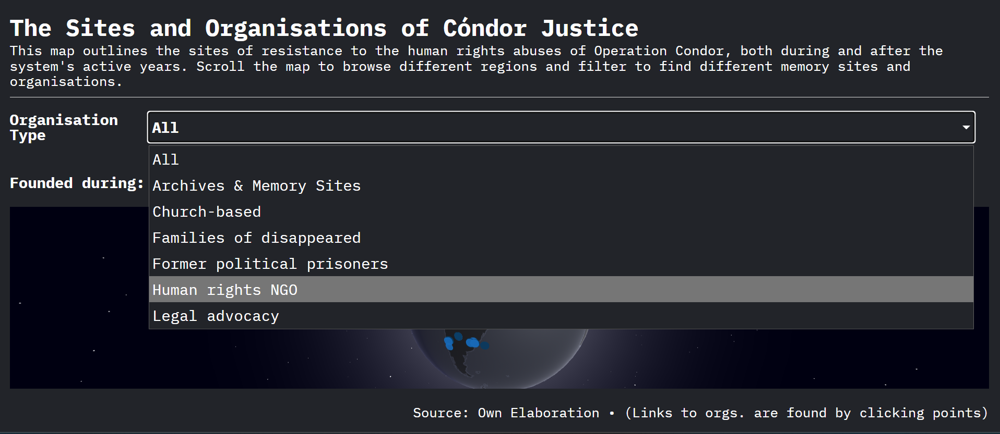 The Sites and Organisations of Cóndor Justice
This map outlines the sites of resistance to the human rights abuses of Operation Condor, both during and after the
system's active years. Scroll the map to browse different regions and filter to find different memory sites and
organisations.
Organisation
Type
All
All
Archives & Memory Sites
Church-based
Families of disappeared
Former political prisoners
Human rights NGO
Legal advocacy
Founded during:
Source: Own Elaboration • (Links to orgs. are found by clicking points)